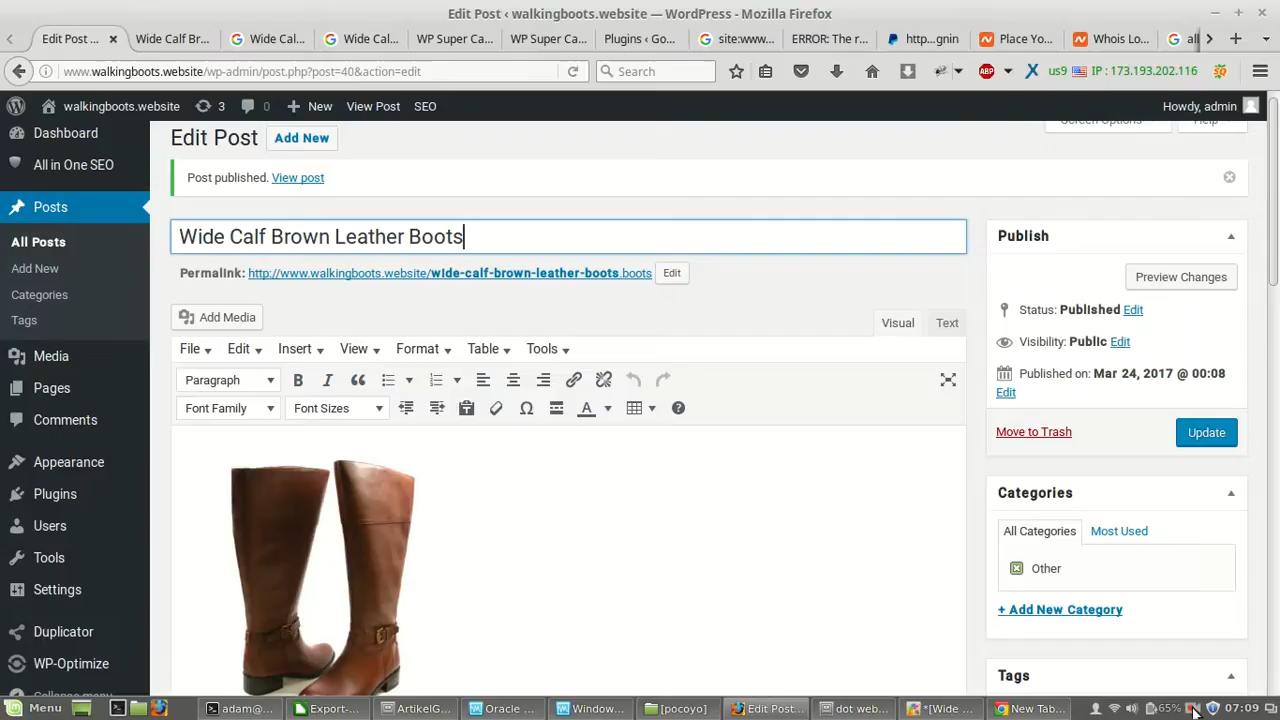 Edit Post ‹ walkingboots.website — WordPress - Mozilla Firefox
Edit Post ...
Wide Calf Br...
Wide Cal...
Wide Cal...
WP Super Ca...
WP Super Ca...
Plugins ‹ Go...
site:www...
ERROR: The r...
http...gnin
Place Yo...
Whois Lo...
all
www.walkingboots.website/wp-admin/post.php?post=40&action=edit
Search
ABP
us9
IP : 173.193.202.116
walkingboots.website
3
0
New
View Post
SEO
Howdy, admin
Dashboard
All in One SEO
Posts
All Posts
Add New
Categories
Tags
Media
Pages
Comments
Appearance
Plugins
Users
Tools
Settings
Duplicator
WP-Optimize
Collapse menu
Edit Post
Add New
Screen Options
Help
Post published. View post
Wide Calf Brown Leather Boots
Permalink: http://www.walkingboots.website/wide-calf-brown-leather-boots.boots
Edit
Add Media
Visual
Text
File
Edit
Insert
View
Format
Table
Tools
Paragraph
B
I
Font Family
Font Sizes
A
Publish
Preview Changes
Status: Published Edit
Visibility: Public Edit
Published on: Mar 24, 2017 @ 00:08
Edit
Move to Trash
Update
Categories
All Categories
Most Used
Other
+ Add New Category
Tags
Menu
adam@...
Export-...
ArtikelG...
Oracle ...
Window...
[pocoyo]
Edit Post...
dot web...
*[Wide ...
New Tab...
65%
07:09